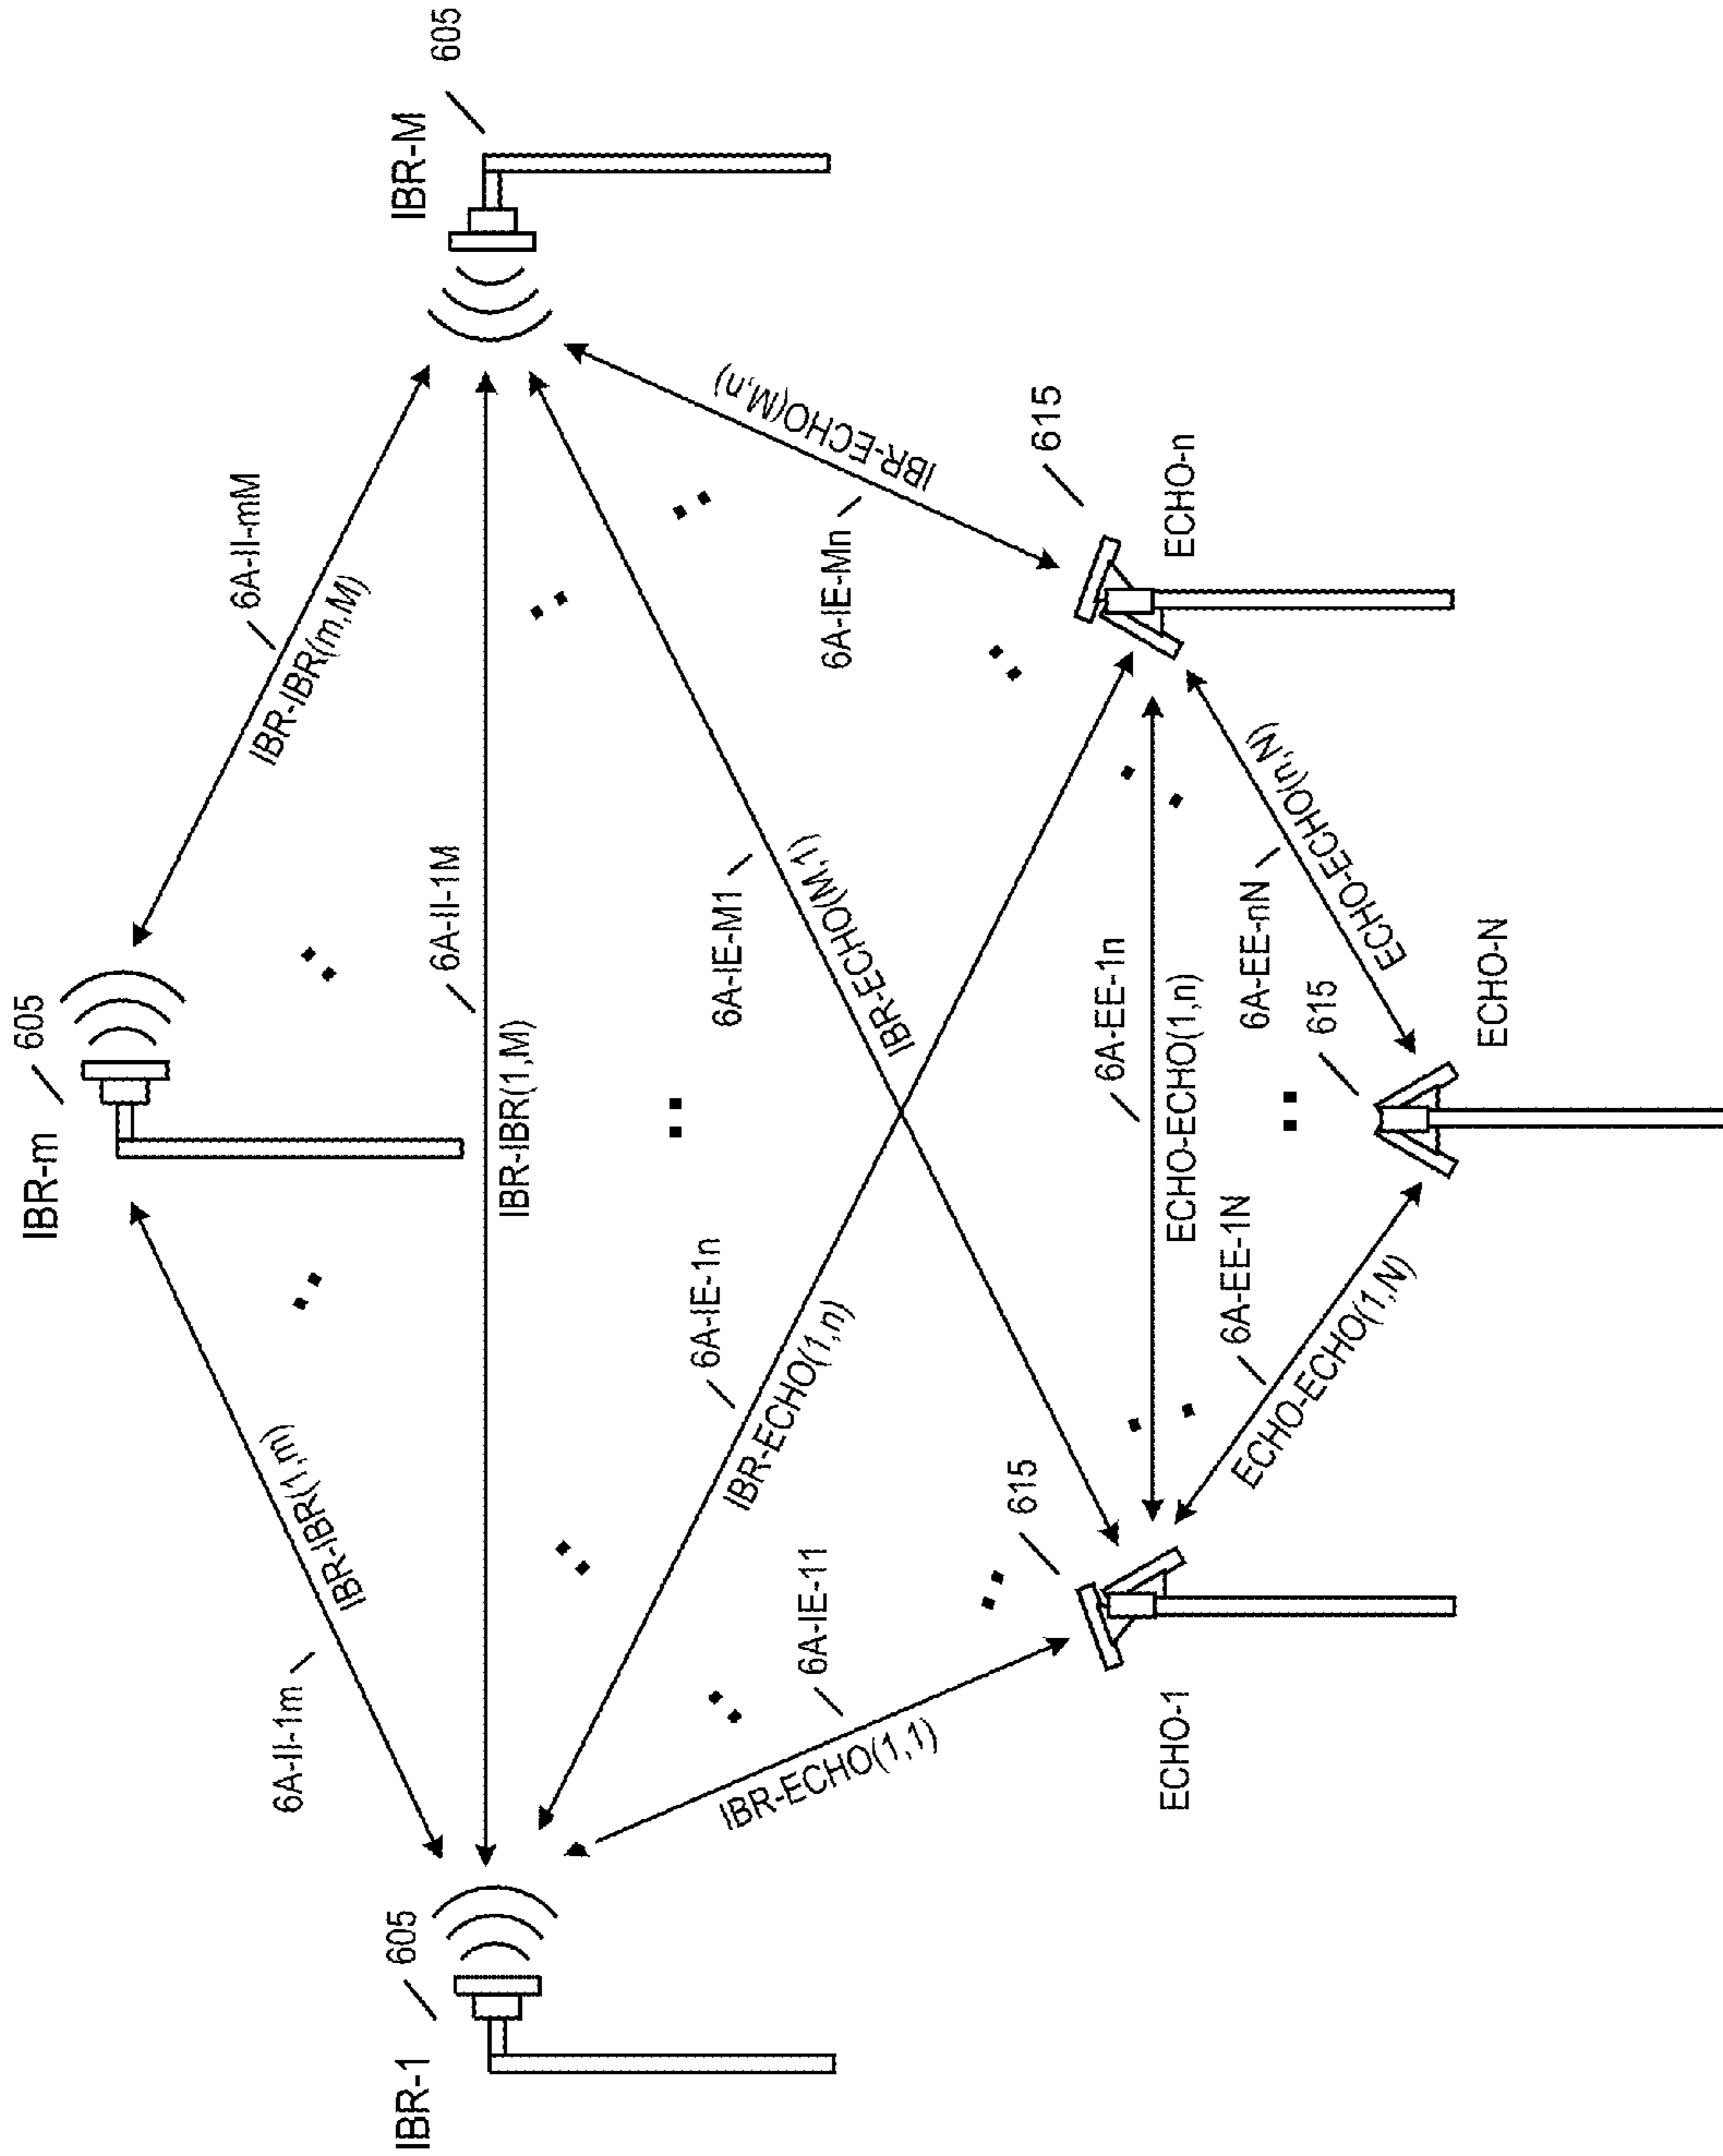 IBR-m
605
IBR-1
605
IBR-M
605
6A-II-1m
IBR-IBR(1,m)
6A-II-mM
IBR-IBR(m,M)
6A-II-1M
IBR-IBR(1,M)
6A-IE-1n
IBR-ECHO(1,n)
6A-IE-M1
IBR-ECHO(M,1)
6A-IE-11
IBR-ECHO(1,1)
6A-IE-Mn
IBR-ECHO(M,n)
615
ECHO-1
615
ECHO-n
6A-EE-1n
ECHO-ECHO(1,n)
6A-EE-1N
ECHO-ECHO(1,N)
6A-EE-nN
ECHO-ECHO(n,N)
615
ECHO-N